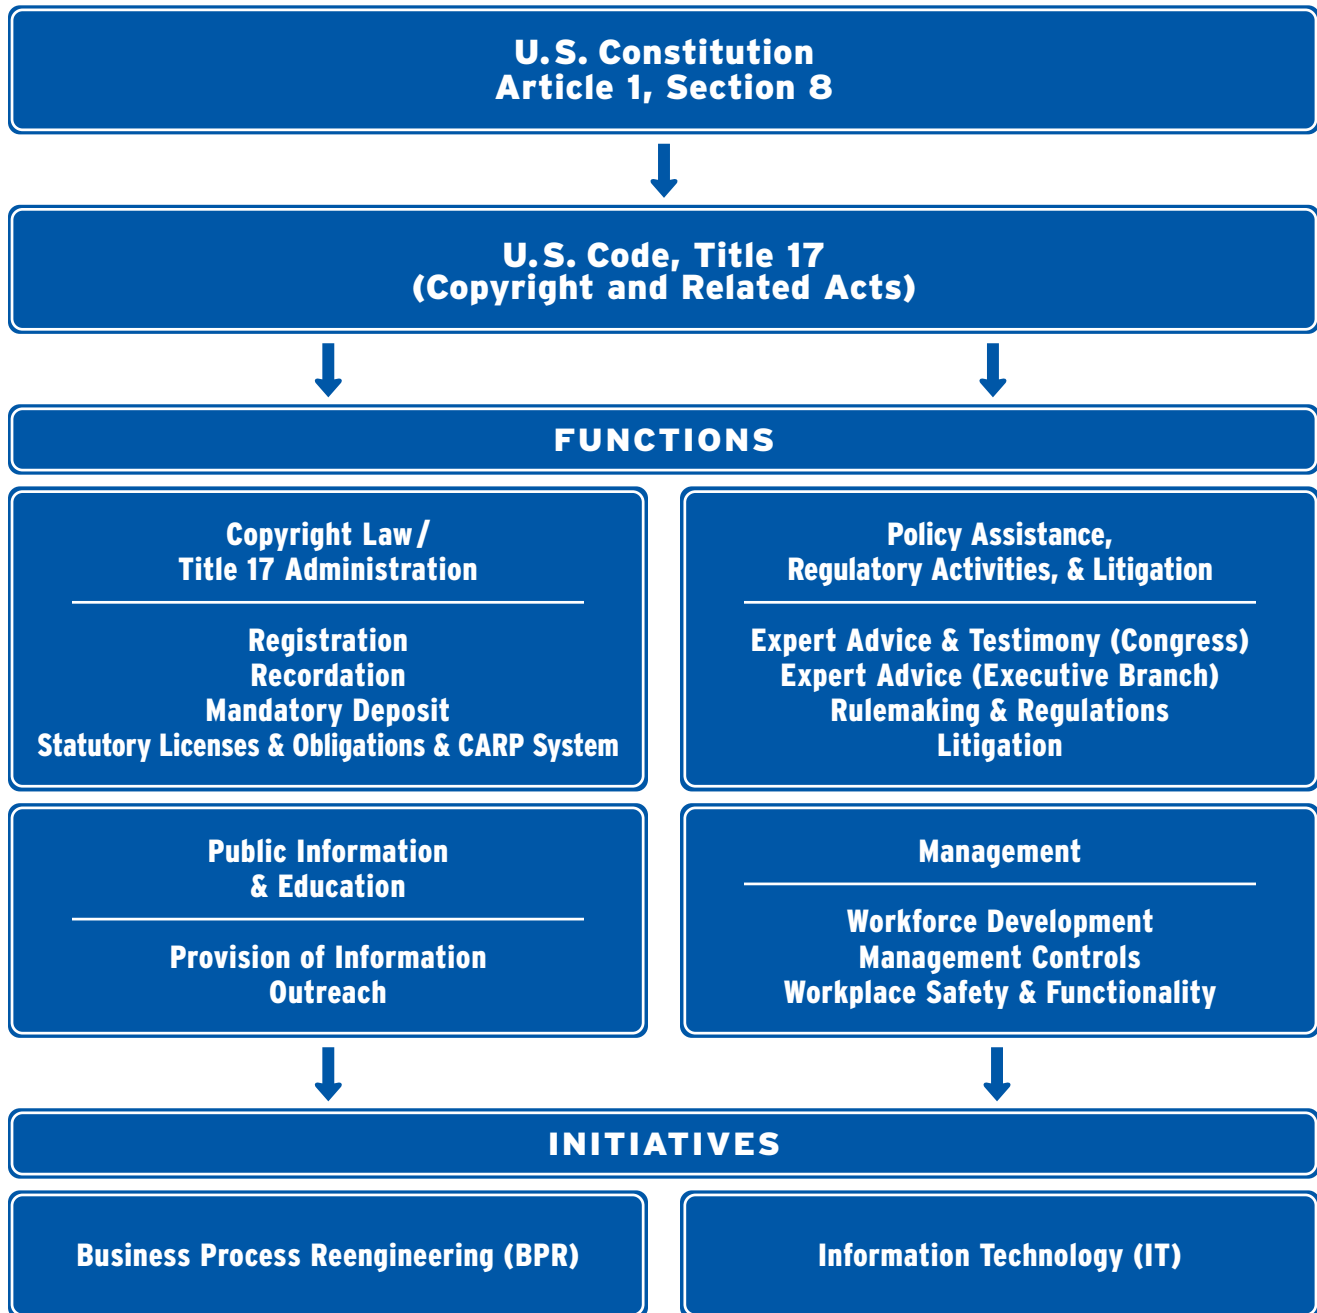 U.S. Constitution
Article 1, Section 8
U.S. Code, Title 17
(Copyright and Related Acts)
FUNCTIONS
Copyright Law /
Title 17 Administration
Registration
Recordation
Mandatory Deposit
Statutory Licenses & Obligations & CARP System
Policy Assistance,
Regulatory Activities, & Litigation
Expert Advice & Testimony (Congress)
Expert Advice (Executive Branch)
Rulemaking & Regulations
Litigation
Public Information
& Education
Provision of Information
Outreach
Management
Workforce Development
Management Controls
Workplace Safety & Functionality
INITIATIVES
Business Process Reengineering (BPR)
Information Technology (IT)